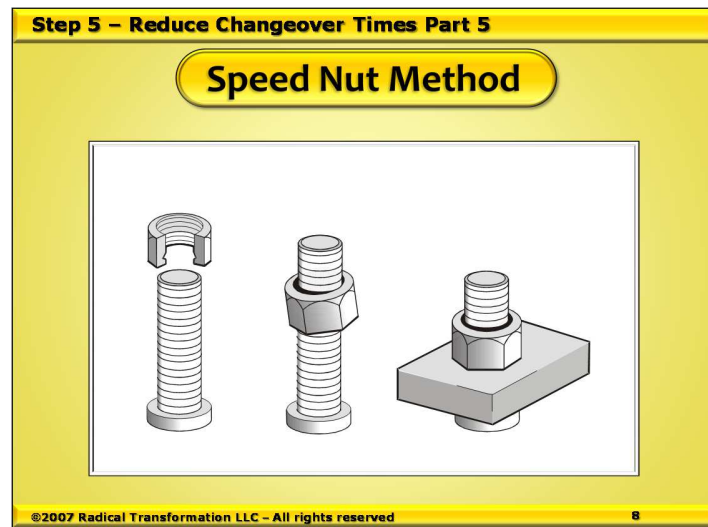 Step 5 – Reduce Changeover Times Part 5
Speed Nut Method
©2007 Radical Transformation LLC – All rights reserved 8